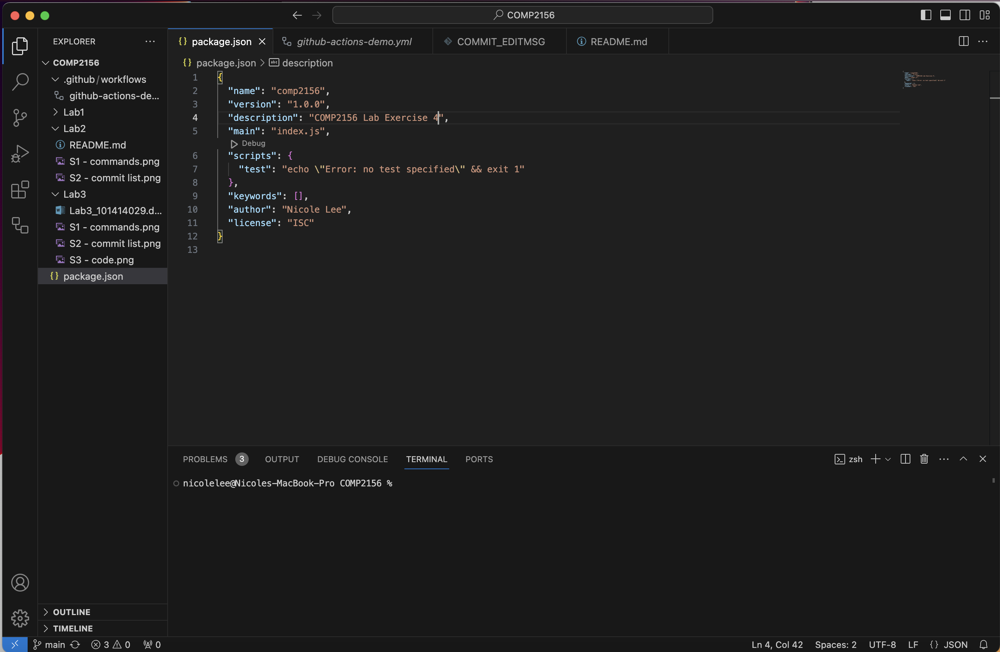 COMP2156
EXPLORER
COMP2156
.github/workflows
github-actions-de...
Lab1
Lab2
README.md
S1 - commands.png
S2 - commit list.png
Lab3
Lab3_101414029.d...
S1 - commands.png
S2 - commit list.png
S3 - code.png
package.json
OUTLINE
TIMELINE
package.json github-actions-demo.yml COMMIT_EDITMSG README.md
package.json > description
1 {
2 "name": "comp2156",
3 "version": "1.0.0",
4 "description": "COMP2156 Lab Exercise 4",
5 "main": "index.js",
Debug
6 "scripts": {
7 "test": "echo \"Error: no test specified\" && exit 1"
8 },
9 "keywords": [],
10 "author": "Nicole Lee",
11 "license": "ISC"
12 }
13
PROBLEMS 3 OUTPUT DEBUG CONSOLE TERMINAL PORTS zsh
nicolelee@Nicoles-MacBook-Pro COMP2156 %
main 3 0 0 Ln 4, Col 42 Spaces: 2 UTF-8 LF {} JSON